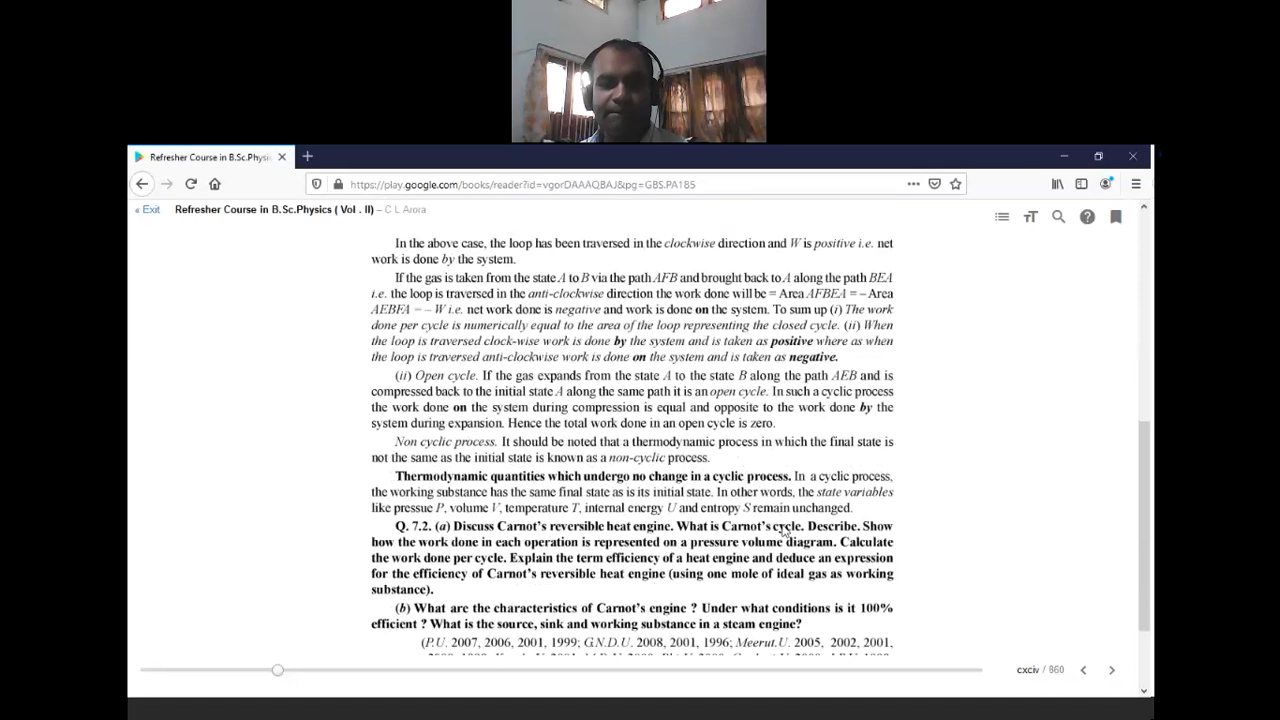 Refresher Course in B.Sc.Physi
https://play.google.com/books/reader?id=vgorDAAAQBAJ&pg=GBS.PA185
« Exit Refresher Course in B.Sc.Physics ( Vol . II) – C L Arora
In the above case, the loop has been traversed in the clockwise direction and W is positive i.e. net
work is done by the system.
If the gas is taken from the state A to B via the path AFB and brought back to A along the path BEA
i.e. the loop is traversed in the anti-clockwise direction the work done will be = Area AFBEA = – Area
AEBFA = – W i.e. net work done is negative and work is done on the system. To sum up (i) The work
done per cycle is numerically equal to the area of the loop representing the closed cycle. (ii) When
the loop is traversed clock-wise work is done by the system and is taken as positive where as when
the loop is traversed anti-clockwise work is done on the system and is taken as negative.
(ii) Open cycle. If the gas expands from the state A to the state B along the path AEB and is
compressed back to the initial state A along the same path it is an open cycle. In such a cyclic process
the work done on the system during compression is equal and opposite to the work done by the
system during expansion. Hence the total work done in an open cycle is zero.
Non cyclic process. It should be noted that a thermodynamic process in which the final state is
not the same as the initial state is known as a non-cyclic process.
Thermodynamic quantities which undergo no change in a cyclic process. In a cyclic process,
the working substance has the same final state as is its initial state. In other words, the state variables
like pressue P, volume V, temperature T, internal energy U and entropy S remain unchanged.
Q. 7.2. (a) Discuss Carnot's reversible heat engine. What is Carnot's cycle. Describe. Show
how the work done in each operation is represented on a pressure volume diagram. Calculate
the work done per cycle. Explain the term efficiency of a heat engine and deduce an expression
for the efficiency of Carnot's reversible heat engine (using one mole of ideal gas as working
substance).
(b) What are the characteristics of Carnot's engine ? Under what conditions is it 100%
efficient ? What is the source, sink and working substance in a steam engine?
(P.U. 2007, 2006, 2001, 1999; G.N.D.U. 2008, 2001, 1996; Meerut.U. 2005, 2002, 2001,
cxciv / 860